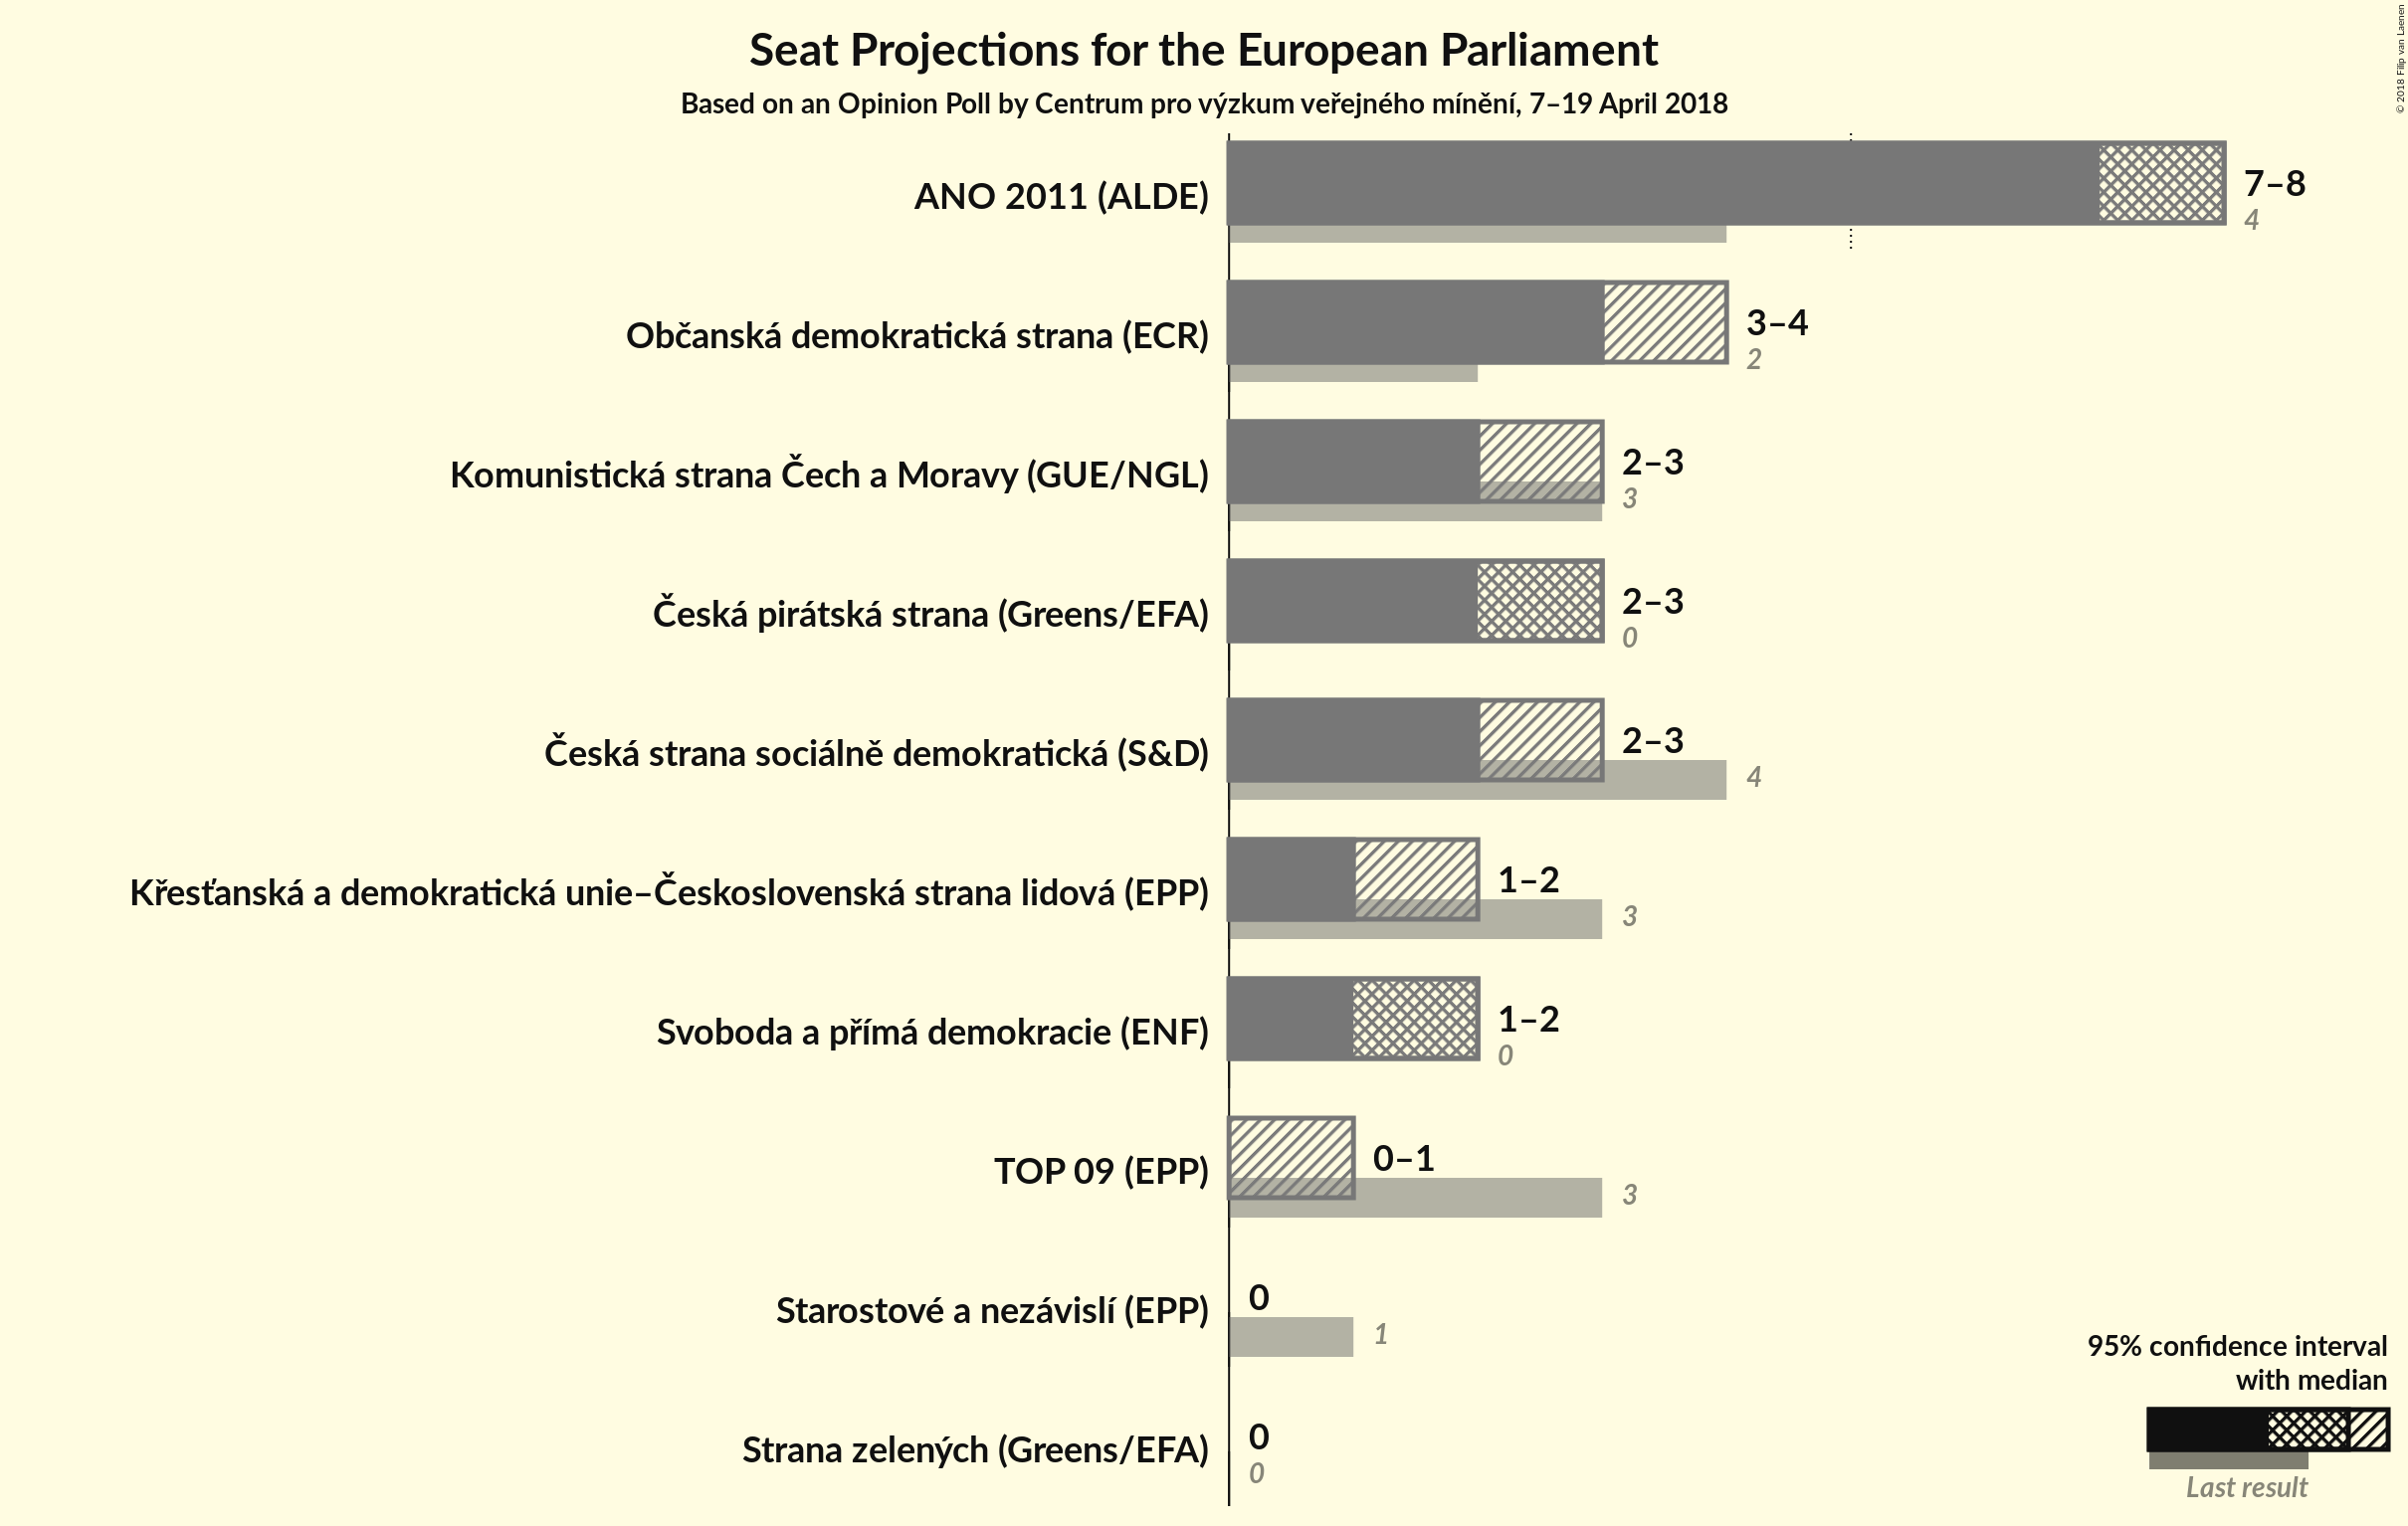 Seat Projections for the European Parliament
Based on an Opinion Poll by Centrum pro výzkum veřejného mínění, 7–19 April 2018
© 2018 Filip van Laenen
ANO 2011 (ALDE)
7–8
4
Občanská demokratická strana (ECR)
3–4
2
Komunistická strana Čech a Moravy (GUE/NGL)
2–3
3
Česká pirátská strana (Greens/EFA)
2–3
0
Česká strana sociálně demokratická (S&D)
2–3
4
Křesťanská a demokratická unie–Československá strana lidová (EPP)
1–2
3
Svoboda a přímá demokracie (ENF)
1–2
0
TOP 09 (EPP)
0–1
3
Starostové a nezávislí (EPP)
0
1
Strana zelených (Greens/EFA)
0
0
95% confidence interval
with median
Last result